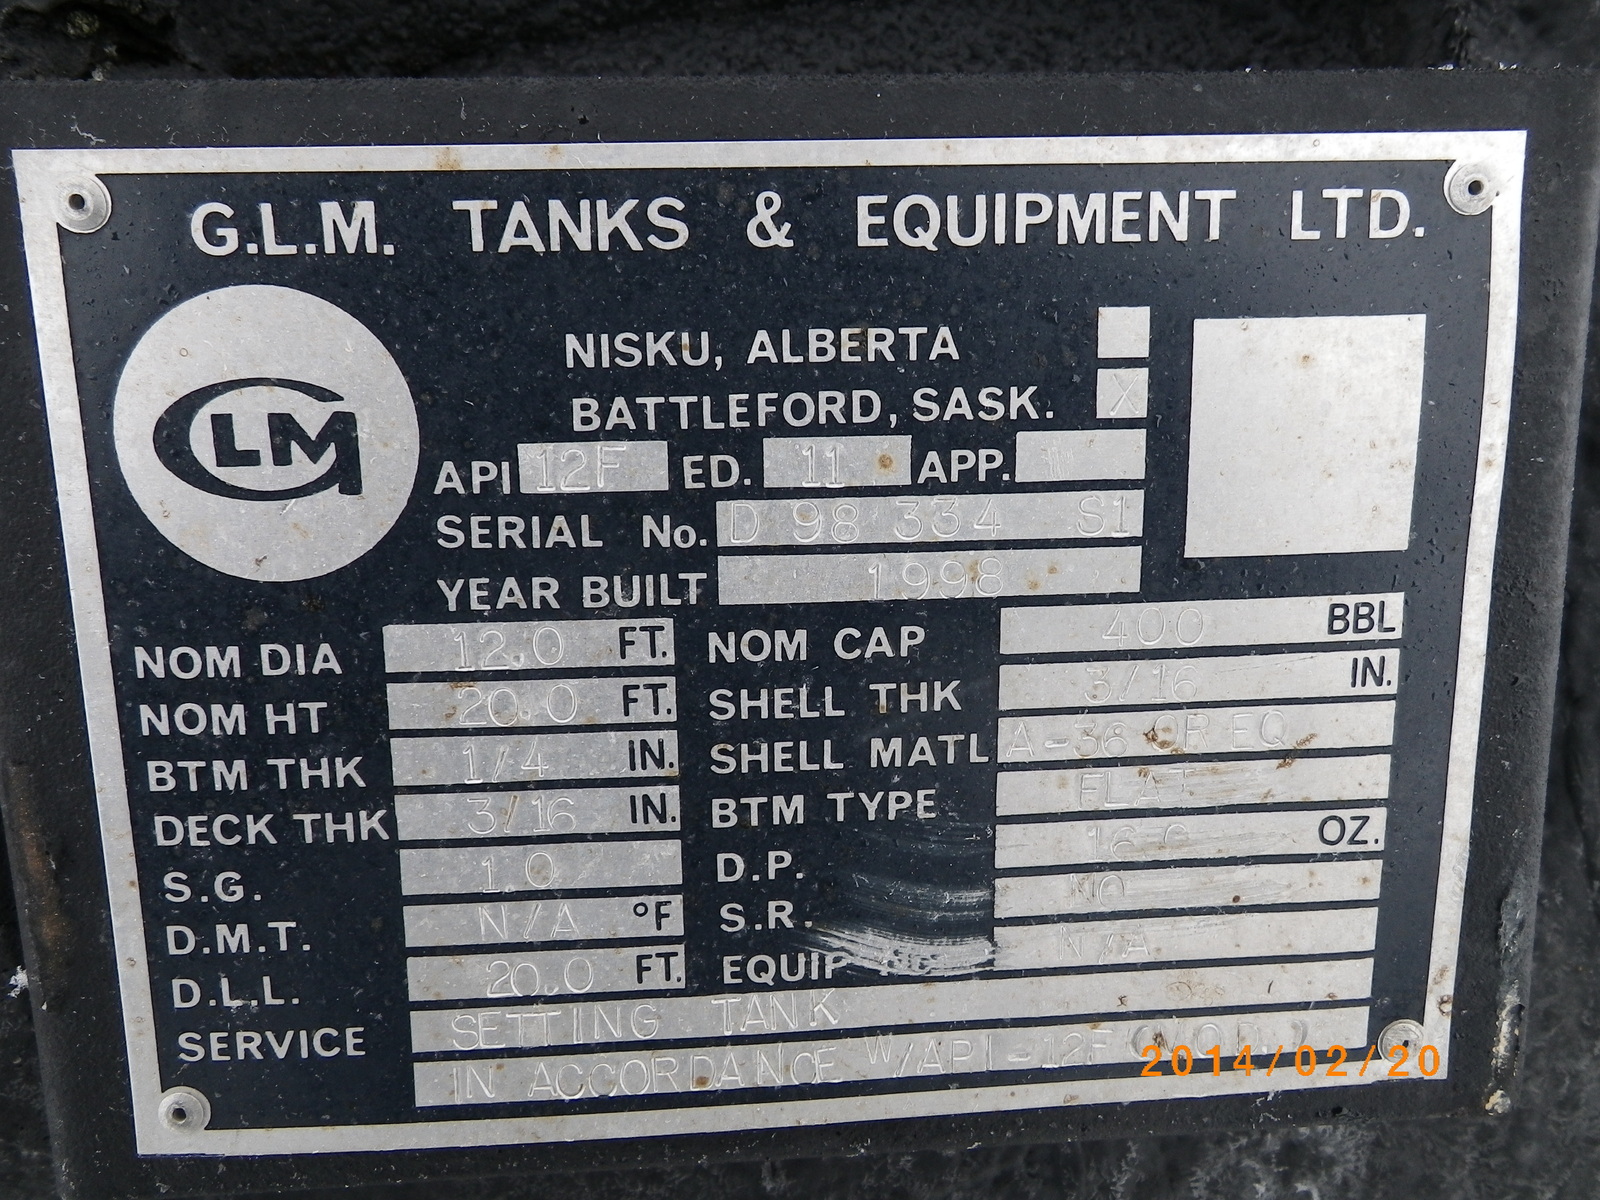 G.L.M. TANKS & EQUIPMENT LTD.
GLM
NISKU, ALBERTA
BATTLEFORD, SASK. X
API 12F ED. 11 APP.
SERIAL No. D 98 334 S1
YEAR BUILT 1998
NOM DIA 12.0 FT. NOM CAP 400 BBL
NOM HT 20.0 FT. SHELL THK 3/16 IN.
BTM THK 1/4 IN. SHELL MATL A-36 OR EQ
DECK THK 3/16 IN. BTM TYPE FLAT
S.G. 1.0 D.P. 16.0 OZ.
D.M.T. N/A °F S.R. NO
D.L.L. 20.0 FT. EQUIP N/A
SERVICE SETTING TANK
IN ACCORDANCE W/API-12F
2014/02/20